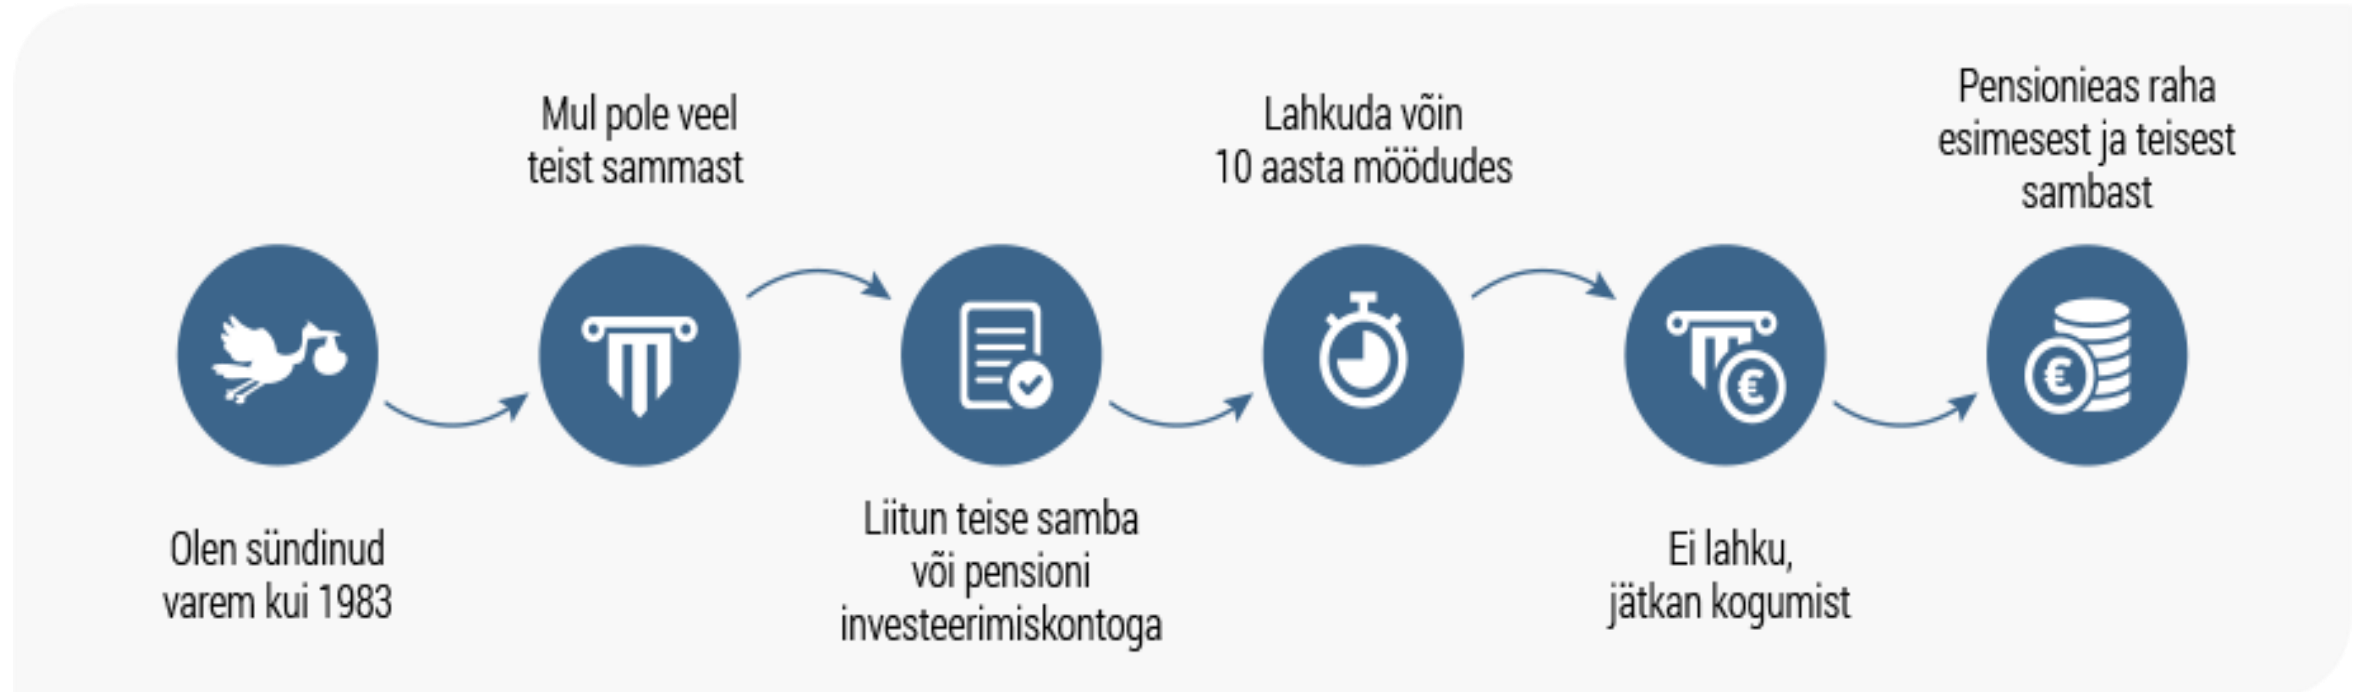 Olen sündinud
varem kui 1983
Mul pole veel
teist sammast
Liitun teise samba
või pensioni
investeerimiskontoga
Lahkuda võin
10 aasta möödudes
Ei lahku,
jätkan kogumist
Pensionieas raha
esimesest ja teisest
sambast